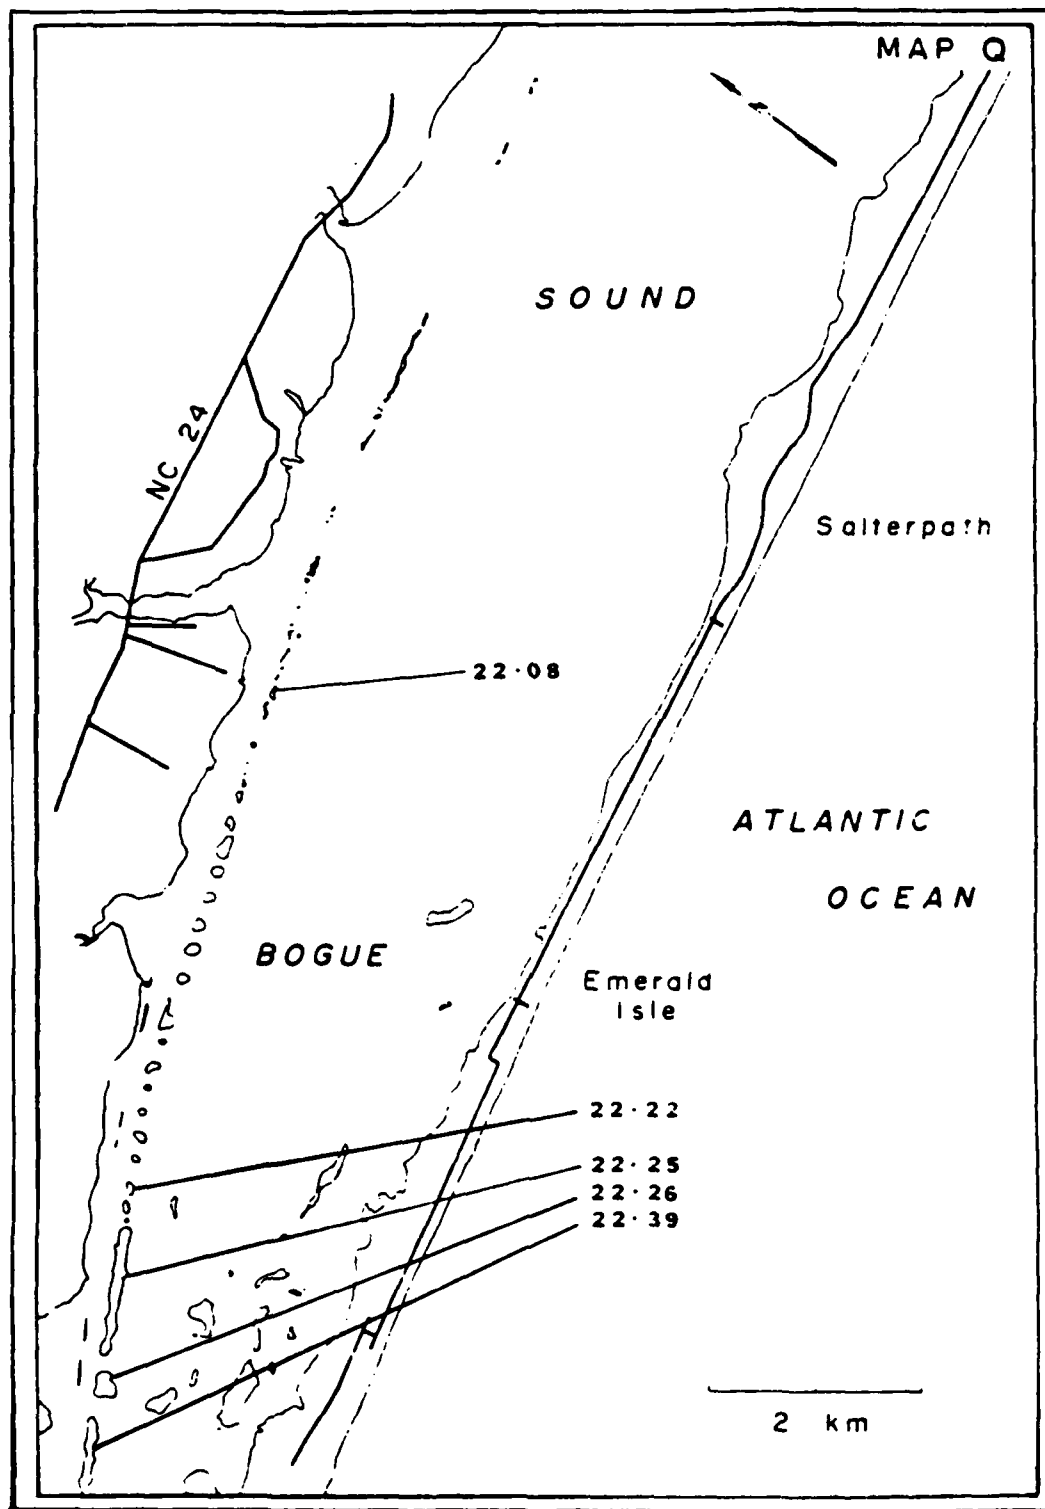 MAP Q
SOUND
NC 24
Salterpath
22·08
ATLANTIC
OCEAN
BOGUE
Emerald
Isle
22·22
22·25
22·26
22·39
2 km